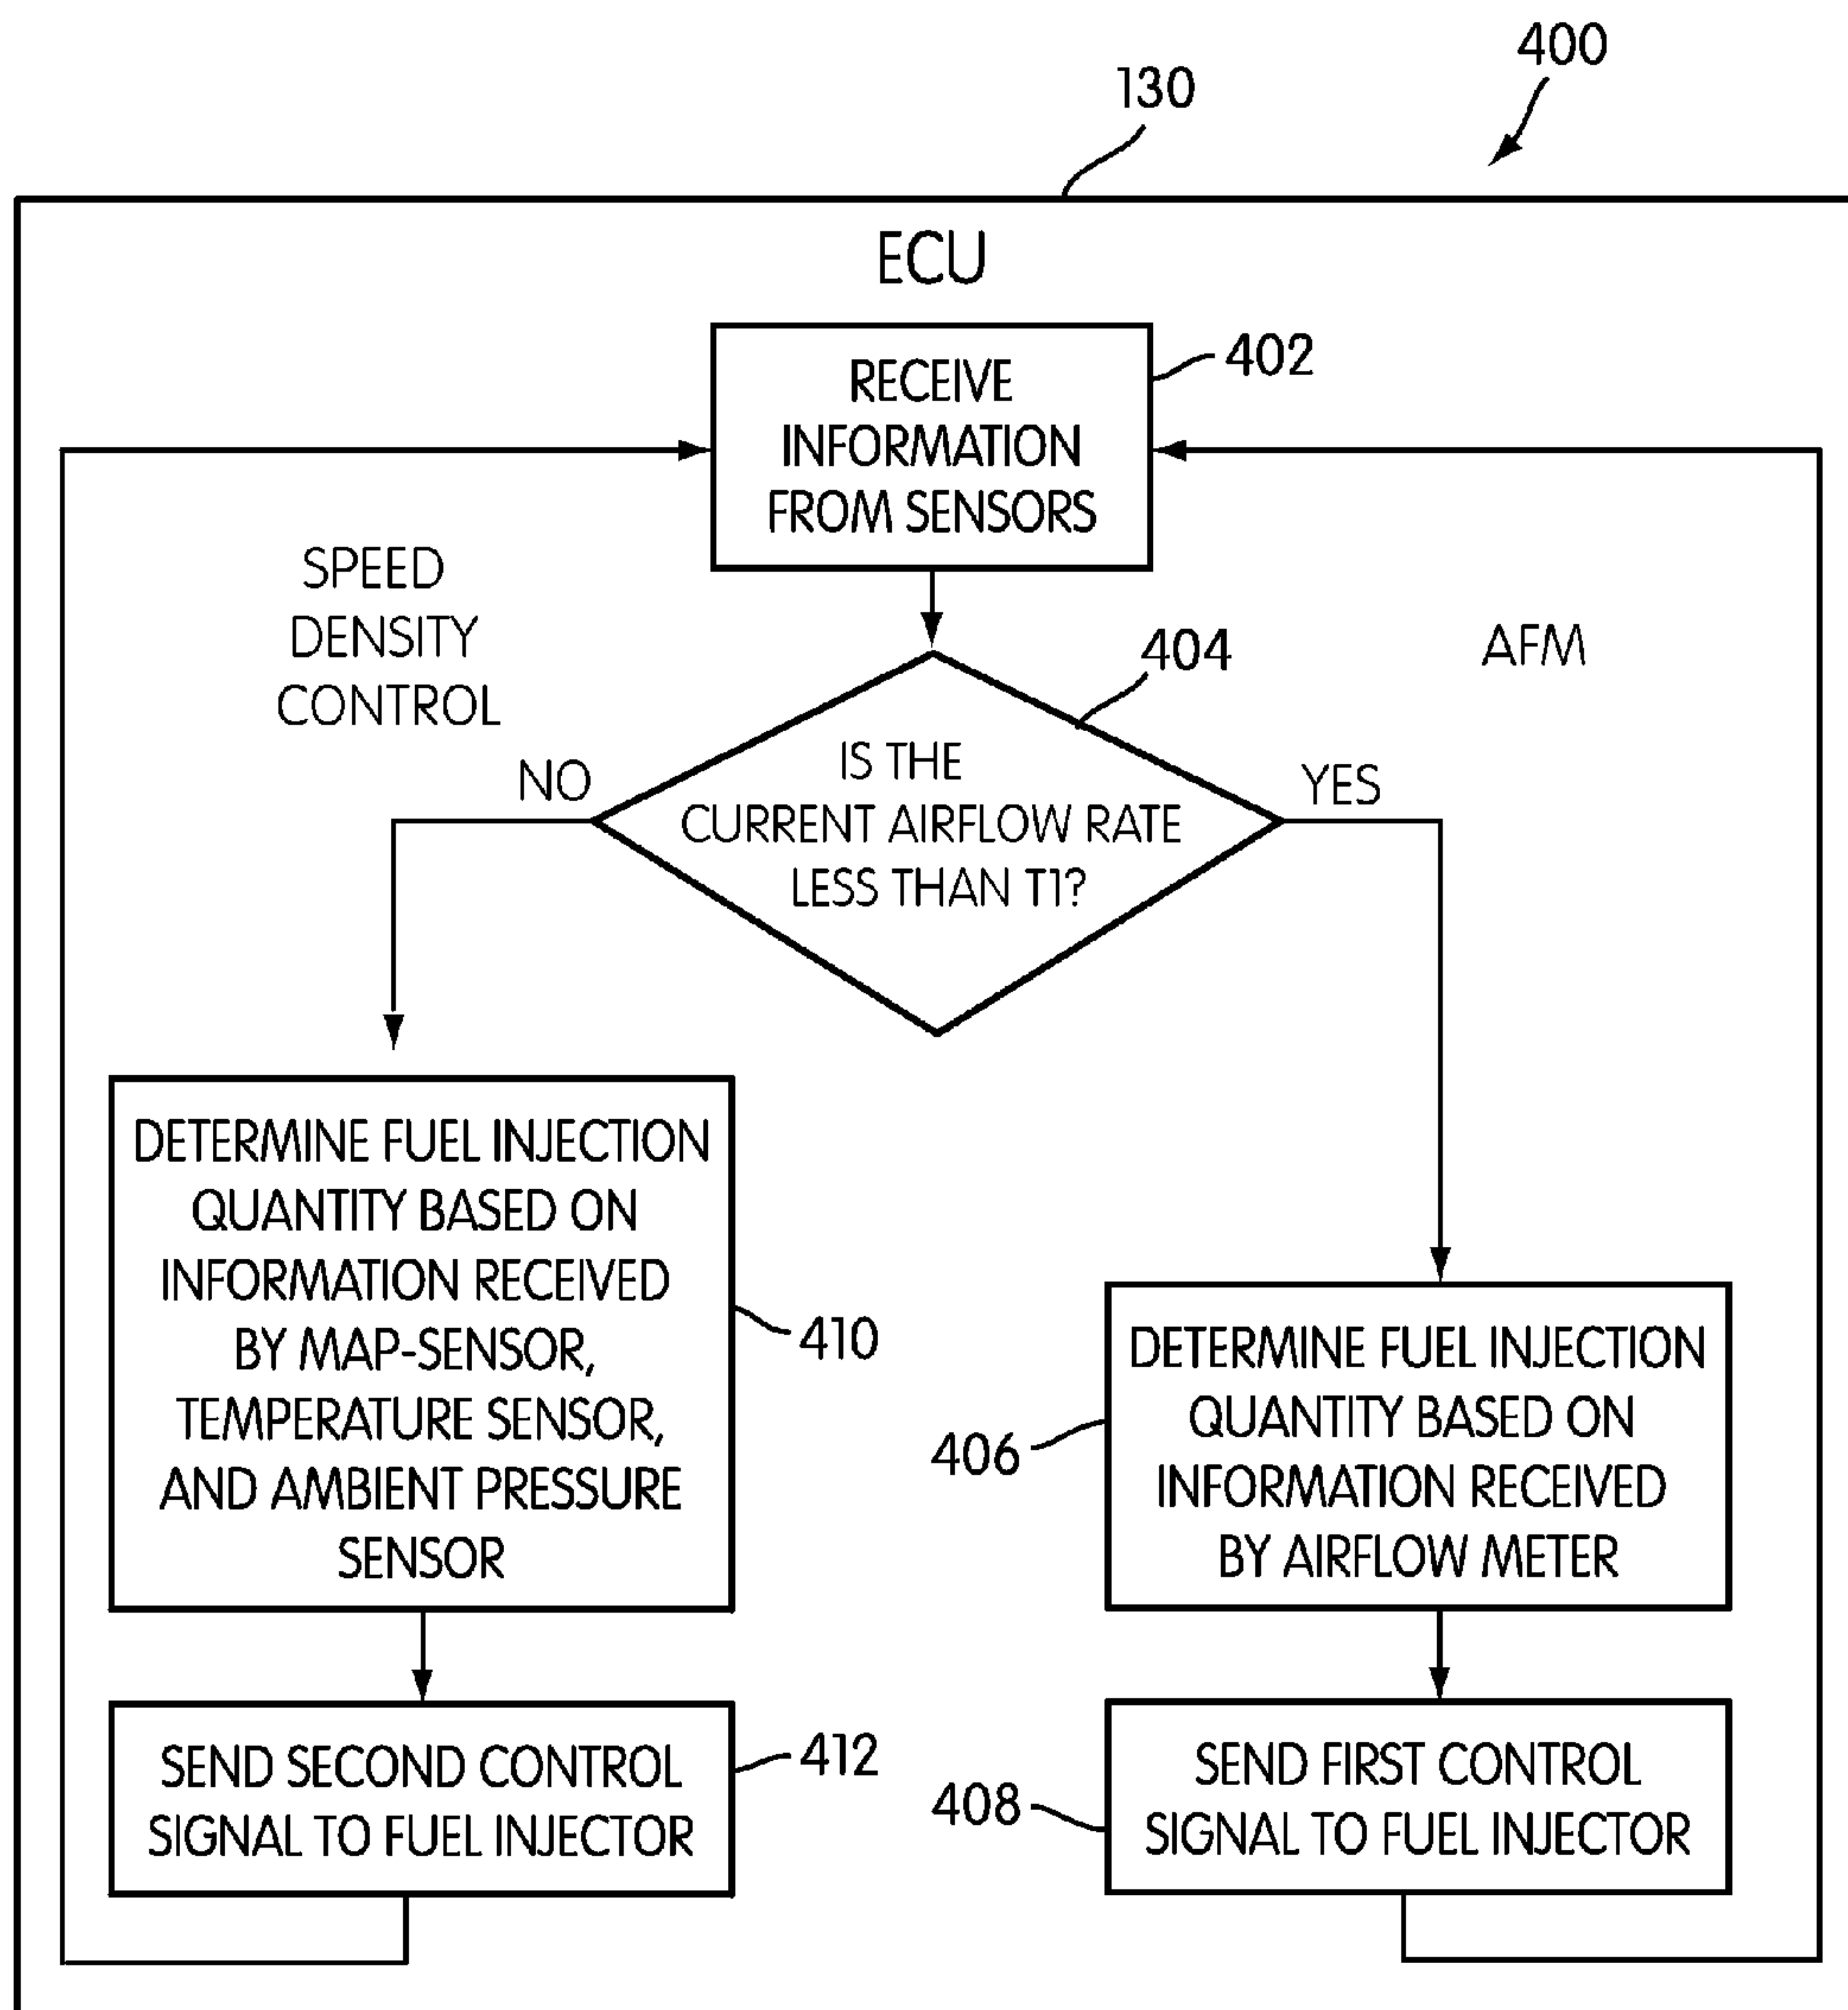 400
130
ECU
RECEIVE
INFORMATION
FROM SENSORS
402
SPEED
DENSITY
CONTROL
AFM
404
NO
IS THE
CURRENT AIRFLOW RATE
LESS THAN T1?
YES
DETERMINE FUEL INJECTION
QUANTITY BASED ON
INFORMATION RECEIVED
BY MAP-SENSOR,
TEMPERATURE SENSOR,
AND AMBIENT PRESSURE
SENSOR
410
406
DETERMINE FUEL INJECTION
QUANTITY BASED ON
INFORMATION RECEIVED
BY AIRFLOW METER
SEND SECOND CONTROL
SIGNAL TO FUEL INJECTOR
412
408
SEND FIRST CONTROL
SIGNAL TO FUEL INJECTOR